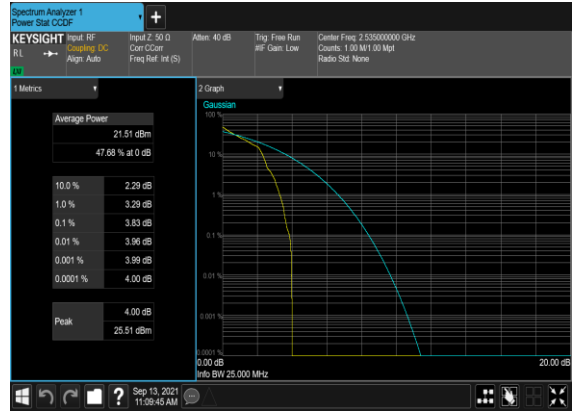 Spectrum Analyzer 1
Power Stat CCDF
+
KEYSIGHT
RL
Input: RF
Coupling: DC
Align: Auto
Input Z: 50 Ω
Corr CCorr
Freq Ref: Int (S)
Atten: 40 dB
Trig: Free Run
#IF Gain: Low
Center Freq: 2.535000000 GHz
Counts: 1.00 M/1.00 Mpt
Radio Std: None
1 Metrics
Average Power
21.51 dBm
47.68 % at 0 dB
10.0 % 2.29 dB
1.0 % 3.29 dB
0.1 % 3.83 dB
0.01 % 3.96 dB
0.001 % 3.99 dB
0.0001 % 4.00 dB
Peak
4.00 dB
25.51 dBm
2 Graph
Gaussian
100 %
10 %
1 %
0.1 %
0.01 %
0.001 %
0.0001 %
0.00 dB 20.00 dB
Info BW 25.000 MHz
?
Sep 13, 2021
11:09:45 AM